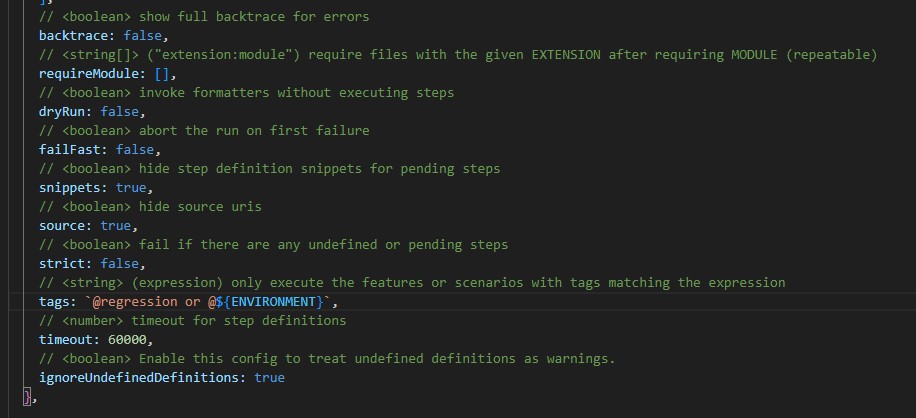 ],
// <boolean> show full backtrace for errors
backtrace: false,
// <string[]> ("extension:module") require files with the given EXTENSION after requiring MODULE (repeatable)
requireModule: [],
// <boolean> invoke formatters without executing steps
dryRun: false,
// <boolean> abort the run on first failure
failFast: false,
// <boolean> hide step definition snippets for pending steps
snippets: true,
// <boolean> hide source uris
source: true,
// <boolean> fail if there are any undefined or pending steps
strict: false,
// <string> (expression) only execute the features or scenarios with tags matching the expression
tags: `@regression or @${ENVIRONMENT}`,
// <number> timeout for step definitions
timeout: 60000,
// <boolean> Enable this config to treat undefined definitions as warnings.
ignoreUndefinedDefinitions: true
},